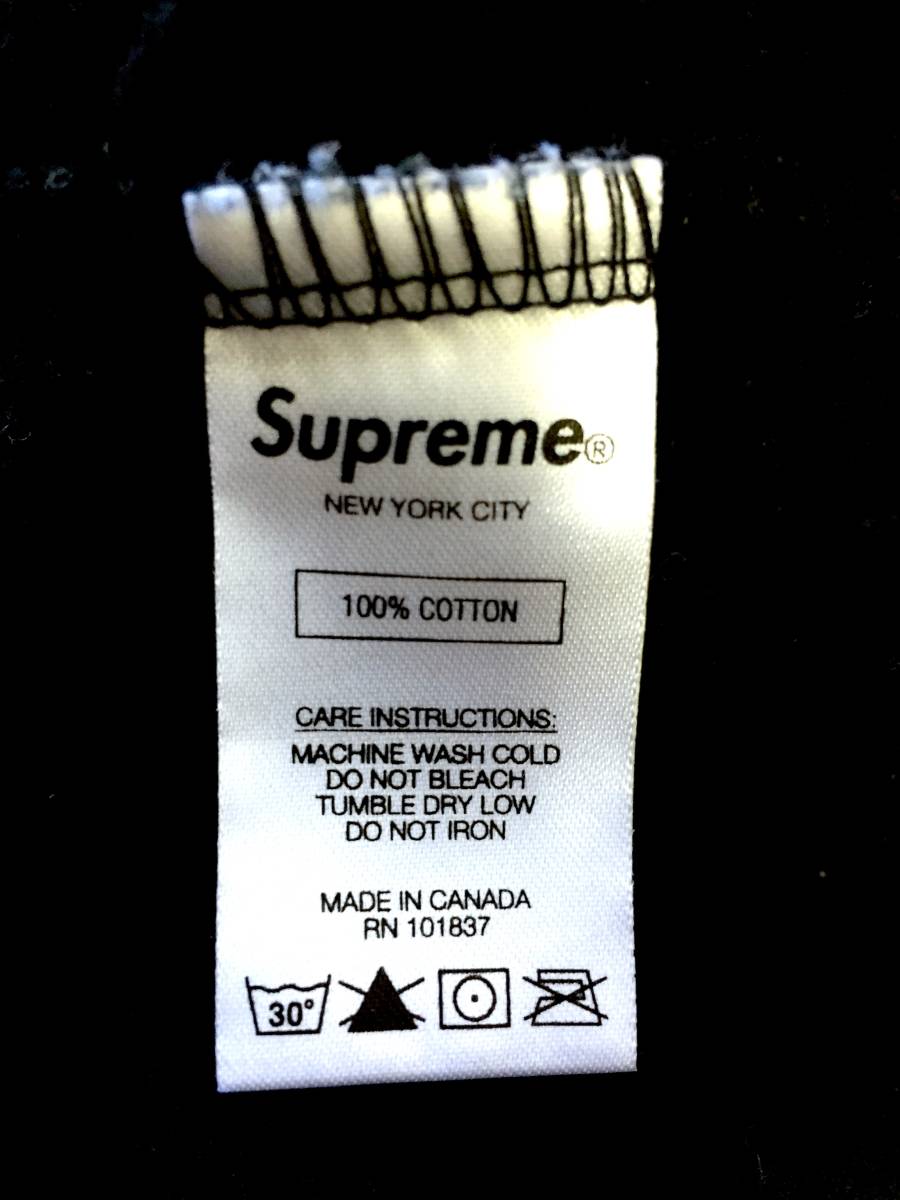 Supreme®
NEW YORK CITY
100% COTTON
CARE INSTRUCTIONS:
MACHINE WASH COLD
DO NOT BLEACH
TUMBLE DRY LOW
DO NOT IRON
MADE IN CANADA
RN 101837
30°